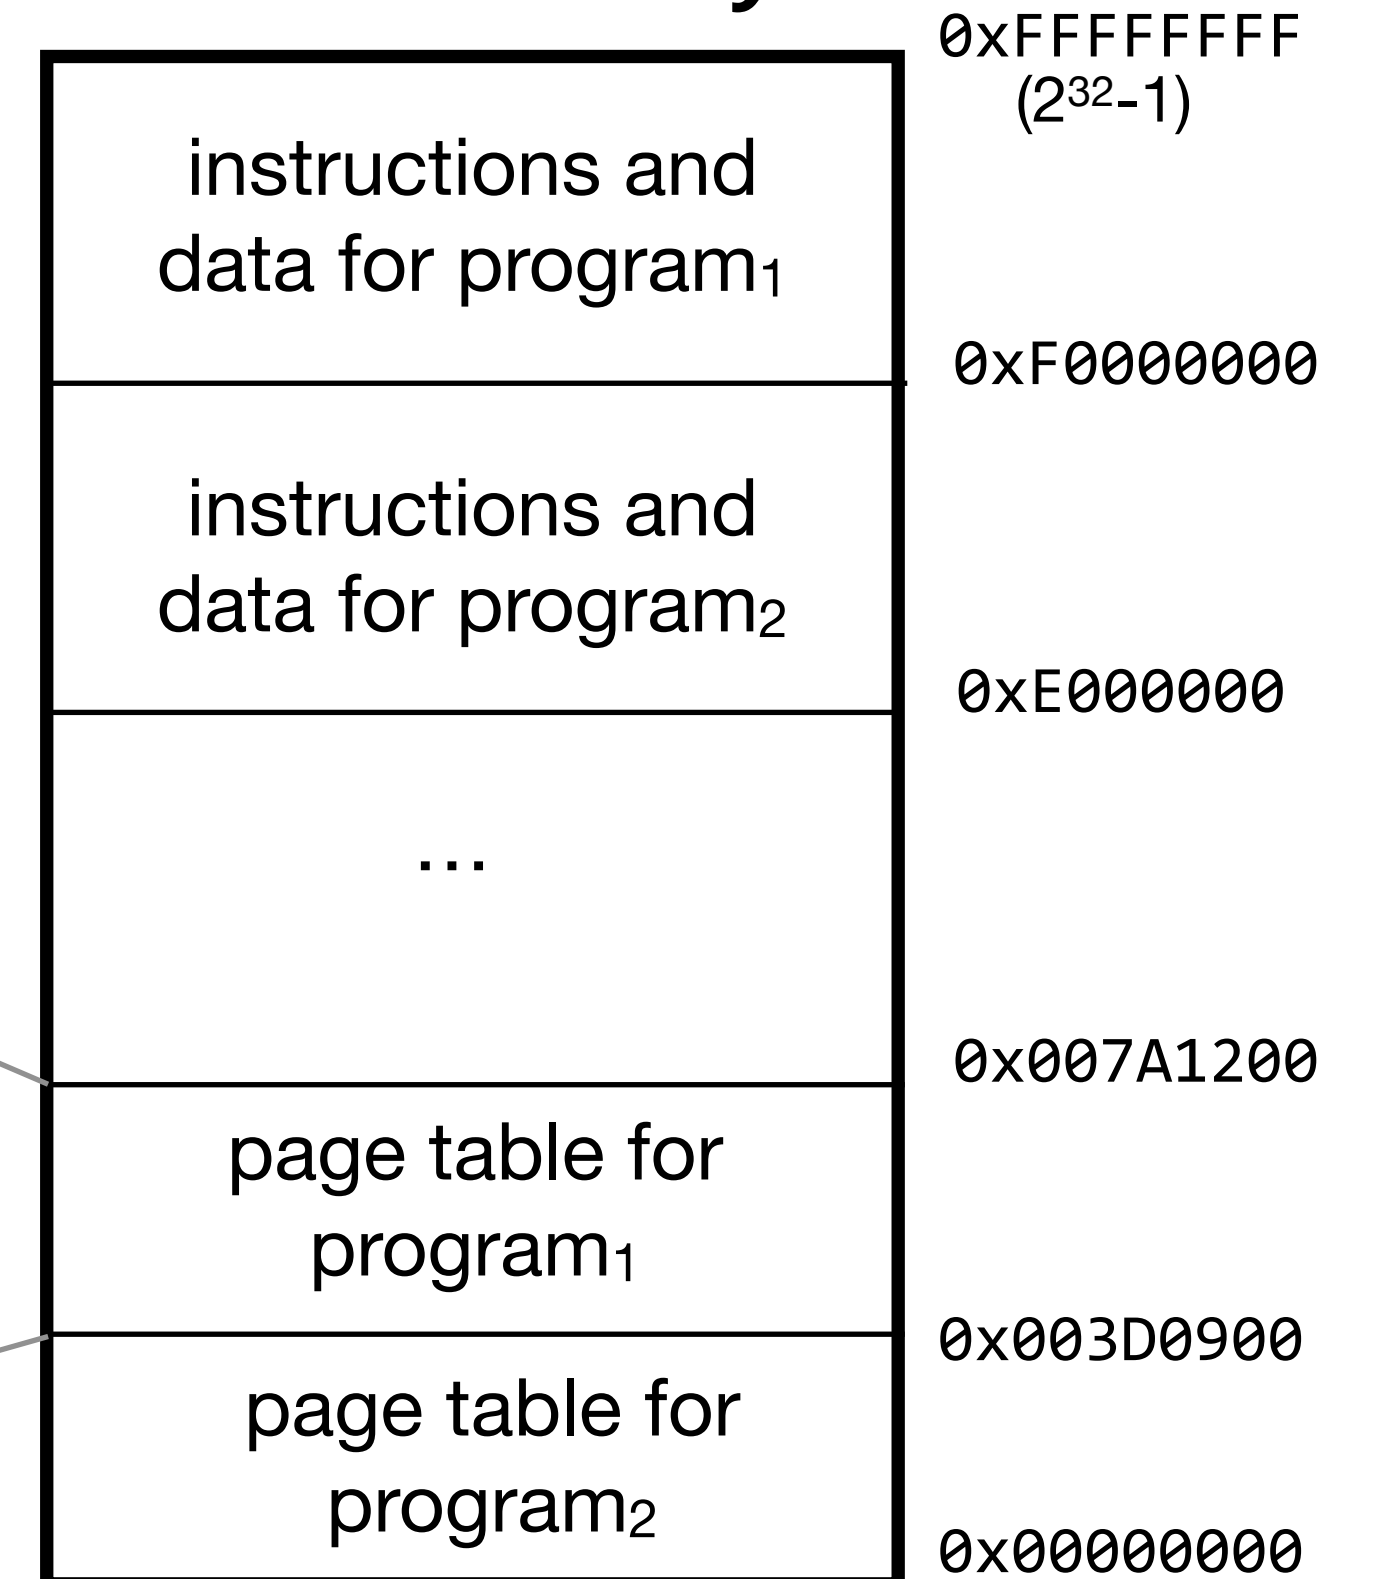 0xFFFFFFFF
(2³²-1)
instructions and
data for program₁
0xF0000000
instructions and
data for program₂
0xE000000
...
0x007A1200
page table for
program₁
0x003D0900
page table for
program₂
0x00000000